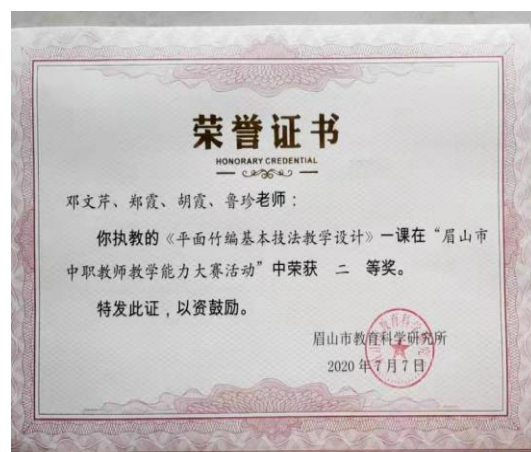 荣誉证书
HONORARY CREDENTIAL
邓文芹、郑霞、胡霞、鲁珍老师：
你执教的《平面竹编基本技法教学设计》一课在“眉山市
中职教师教学能力大赛活动”中荣获 二 等奖。
特发此证，以资鼓励。
眉山市教育科学研究所
2020年7月7日